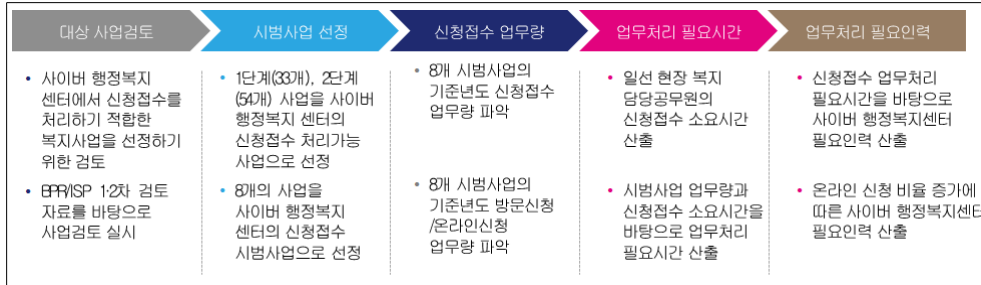 대상 사업검토
시범사업 선정
신청접수 업무량
업무처리 필요시간
업무처리 필요인력
• 사이버 행정복지
센터에서 신청접수를
처리하기 적합한
복지사업을 선정하기
위한 검토
• BPR/ISP 1·2차 검토
자료를 바탕으로
사업검토 실시
• 1단계(33개), 2단계
(54개) 사업을 사이버
행정복지 센터의
신청접수 처리가능
사업으로 선정
• 8개의 사업을
사이버 행정복지
센터의 신청접수
시범사업으로 선정
• 8개 시범사업의
기준년도 신청접수
업무량 파악
• 8개 시범사업의
기준년도 방문신청
/온라인신청
업무량 파악
• 일선 현장 복지
담당공무원의
신청접수 소요시간
산출
• 시범사업 업무량과
신청접수 소요시간을
바탕으로 업무처리
필요시간 산출
• 신청접수 업무처리
필요시간을 바탕으로
사이버 행정복지센터
필요인력 산출
• 온라인 신청 비율 증가에
따른 사이버 행정복지센터
필요인력 산출